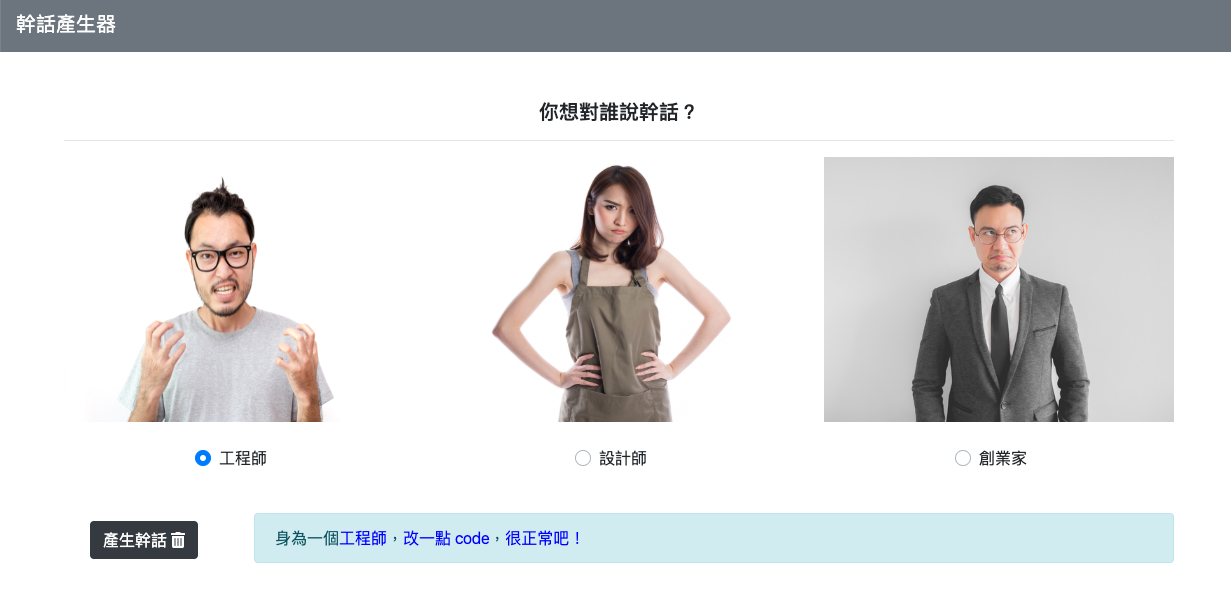 幹話產生器
你想對誰說幹話？
工程師
設計師
創業家
產生幹話
身為一個工程師，改一點 code，很正常吧！